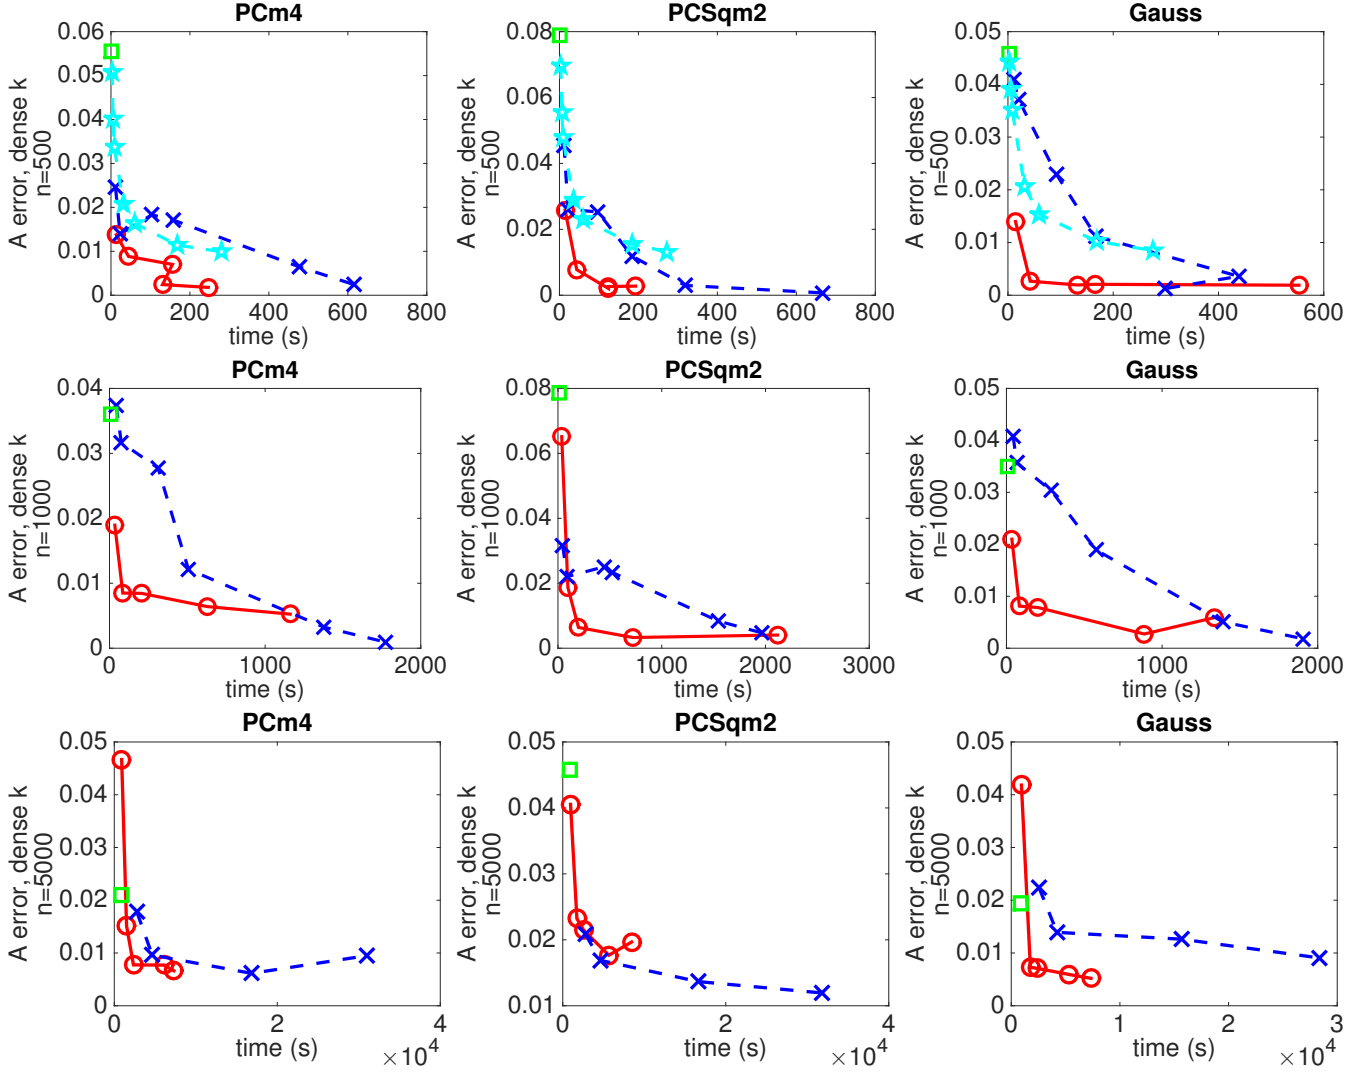 PCm4
PCSqm2
Gauss
A error, dense k
n=500
0.06
0.05
0.04
0.03
0.02
0.01
0
0 200 400 600 800
time (s)
A error, dense k
n=500
0.08
0.06
0.04
0.02
0
0 200 400 600 800
time (s)
A error, dense k
n=500
0.05
0.04
0.03
0.02
0.01
0
0 200 400 600
time (s)
PCm4
PCSqm2
Gauss
A error, dense k
n=1000
0.04
0.03
0.02
0.01
0
0 1000 2000
time (s)
A error, dense k
n=1000
0.08
0.06
0.04
0.02
0
0 1000 2000 3000
time (s)
A error, dense k
n=1000
0.05
0.04
0.03
0.02
0.01
0
0 1000 2000
time (s)
PCm4
PCSqm2
Gauss
A error, dense k
n=5000
0.05
0.04
0.03
0.02
0.01
0
0 2 4
time (s)
×10^4
A error, dense k
n=5000
0.05
0.04
0.03
0.02
0.01
0 2 4
time (s)
×10^4
A error, dense k
n=5000
0.05
0.04
0.03
0.02
0.01
0
0 1 2 3
time (s)
×10^4